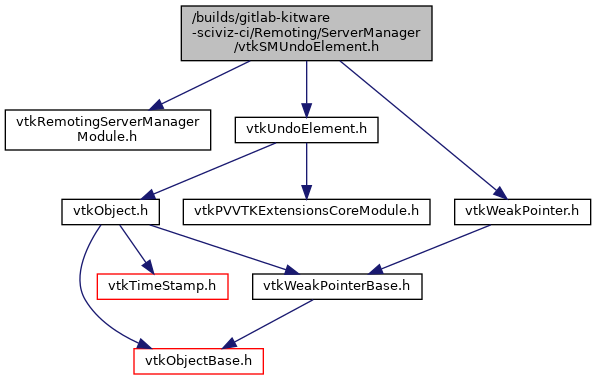 /builds/gitlab-kitware
-sciviz-ci/Remoting/ServerManager
/vtkSMUndoElement.h
vtkRemotingServerManager
Module.h
vtkUndoElement.h
vtkObject.h
vtkPVVTKExtensionsCoreModule.h
vtkWeakPointer.h
vtkTimeStamp.h
vtkWeakPointerBase.h
vtkObjectBase.h